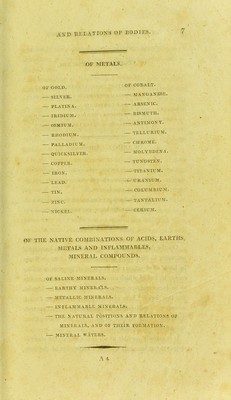 AND RELATIONS OF BODIES. 7
OF METALS.
OF GOLD.
— SILVER.
— PLATINA.
— IRIDIUM.
— OSMIUM.
— RHODIUM.
— PALLADIUM.
— QUICKSILVER.
— COPPER.
— IRON.
— LEAD.
— TIN.
— ZINC.
— NICKEL.
OF COBALT.
— MANGANESE.
— ARSENIC.
— BISMUTH.
— ANTIMONY.
— TELLURIUM.
— CHROME.
— MOLYBDENA.
— TUNGSTEN.
— TITANIUM.
— URANIUM.
— COLUMBIUM.
— TANTALIUM.
— CERIUM.
OF THE NATIVE COMBINATIONS OF ACIDS, EARTHS,
METALS AND INFLAMMABLES,
MINERAL COMPOUNDS.
OF SALINE MINERALS.
— EARTHY MINERALS.
— METALLIC MINERALS.
— INFLAMMABLE MINERALS.
— THE NATURAL POSITIONS AND RELATIONS OF
MINERALS, AND OF THEIR FORMATION.
— MINERAL WATERS.
A 4